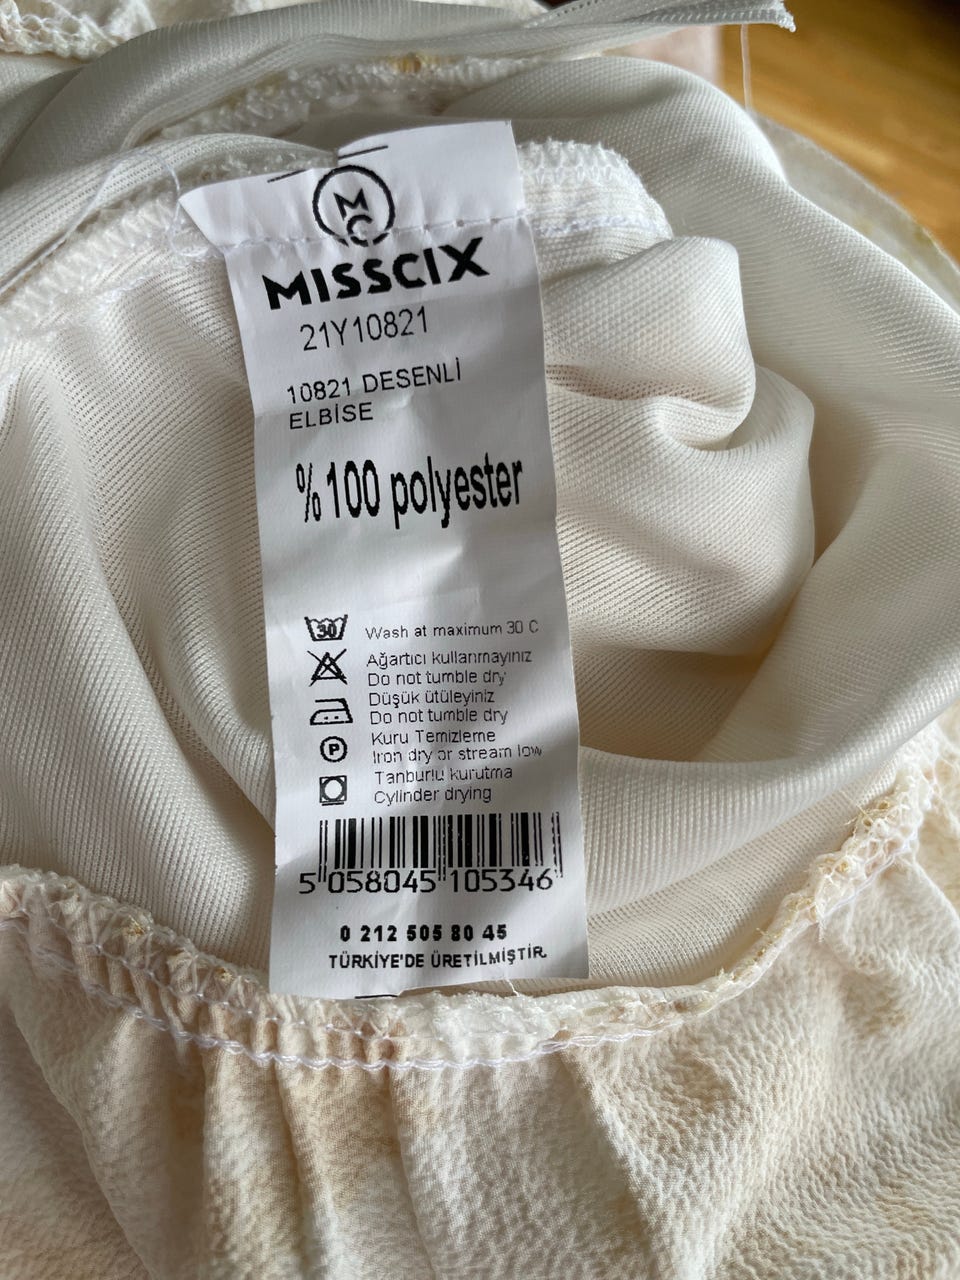 MC
MISSCIX
21Y10821
10821 DESENLİ
ELBİSE
%100 polyester
30 Wash at maximum 30 C
Ağartıcı kullanmayınız
Do not tumble dry
Düşük ütüleyiniz
Do not tumble dry
P Kuru Temizleme
Iron dry or stream low
Tanburlu kurutma
Cylinder drying
5 058045 105346
0 212 505 80 45
TÜRKİYE'DE ÜRETİLMİŞTİR.